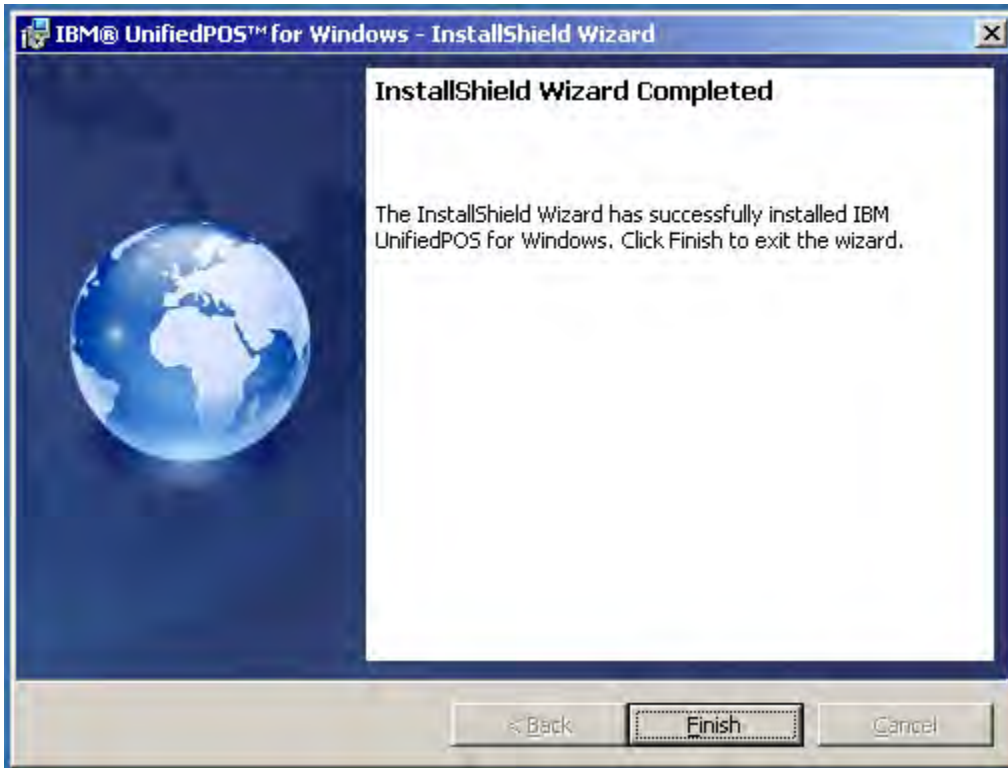 IBM® UnifiedPOS™ for Windows - InstallShield Wizard
InstallShield Wizard Completed
The InstallShield Wizard has successfully installed IBM
UnifiedPOS for Windows. Click Finish to exit the wizard.
< Back
Finish
Cancel